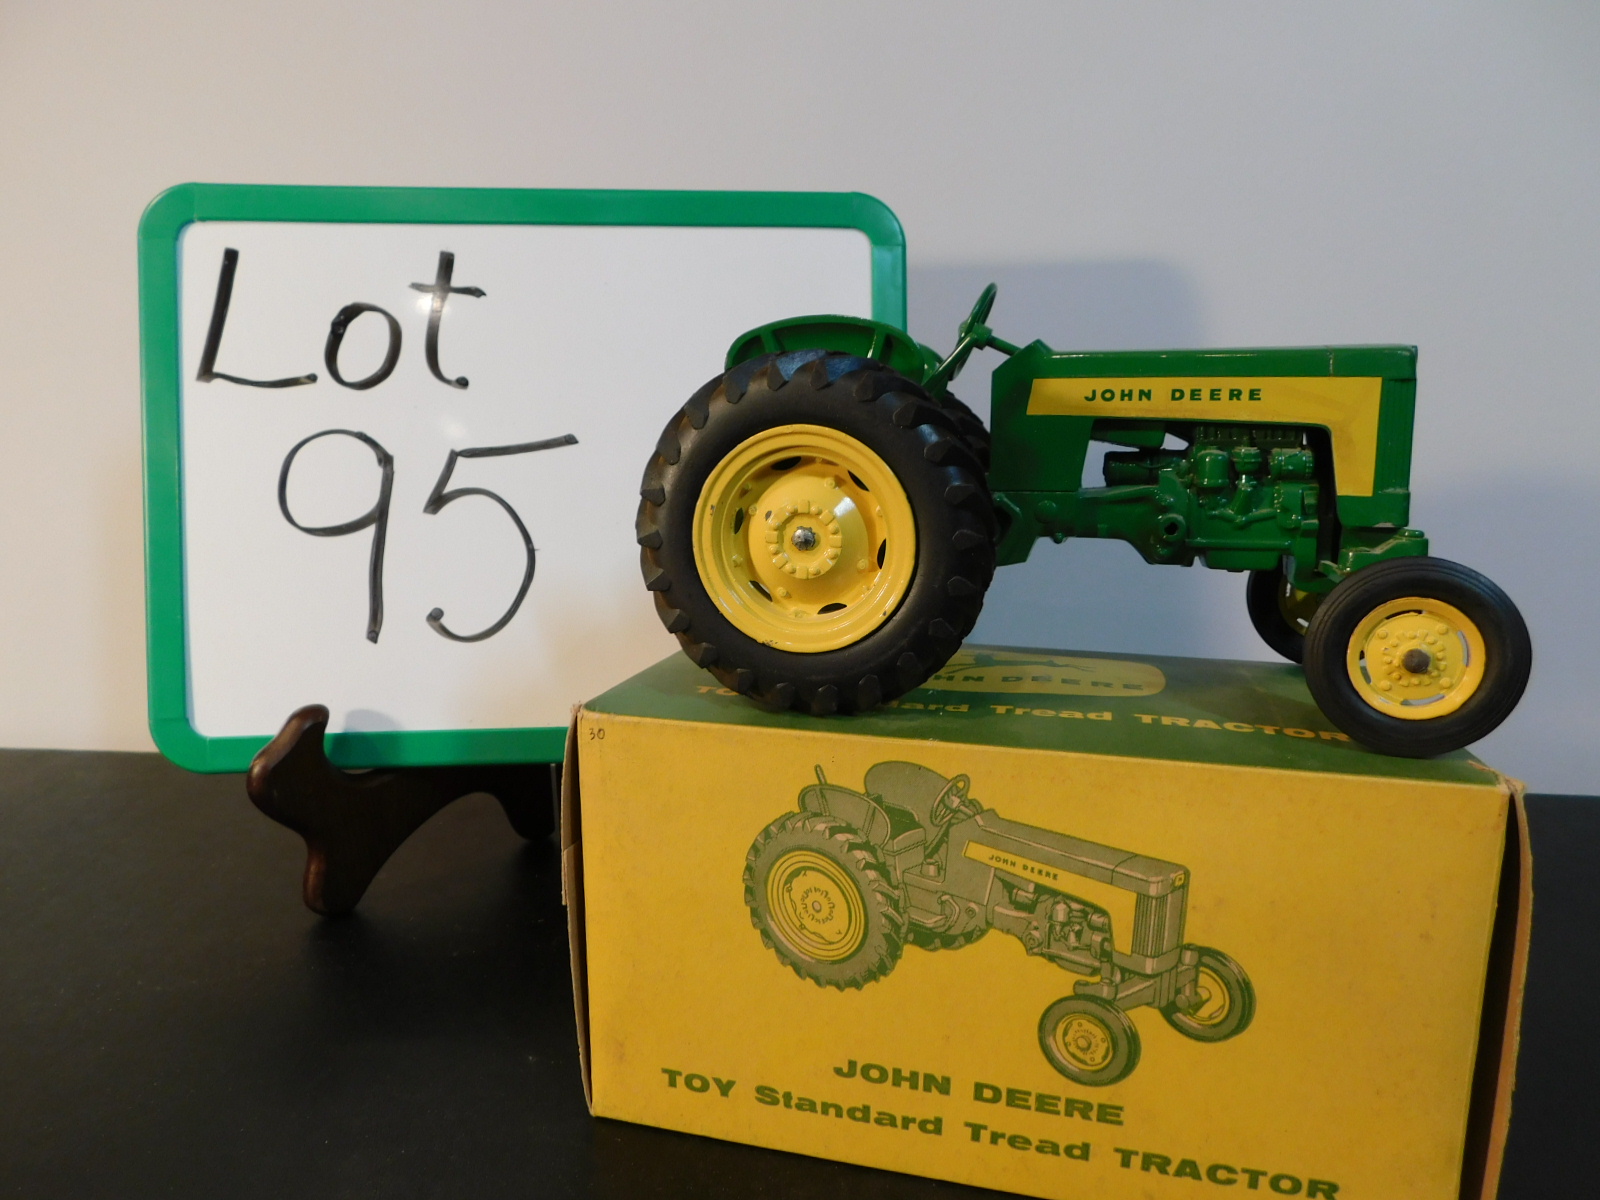 Lot
95
JOHN DEERE
JOHN DEERE
Standard Tread TRACTOR
30
JOHN DEERE
JOHN DEERE
TOY Standard Tread TRACTOR